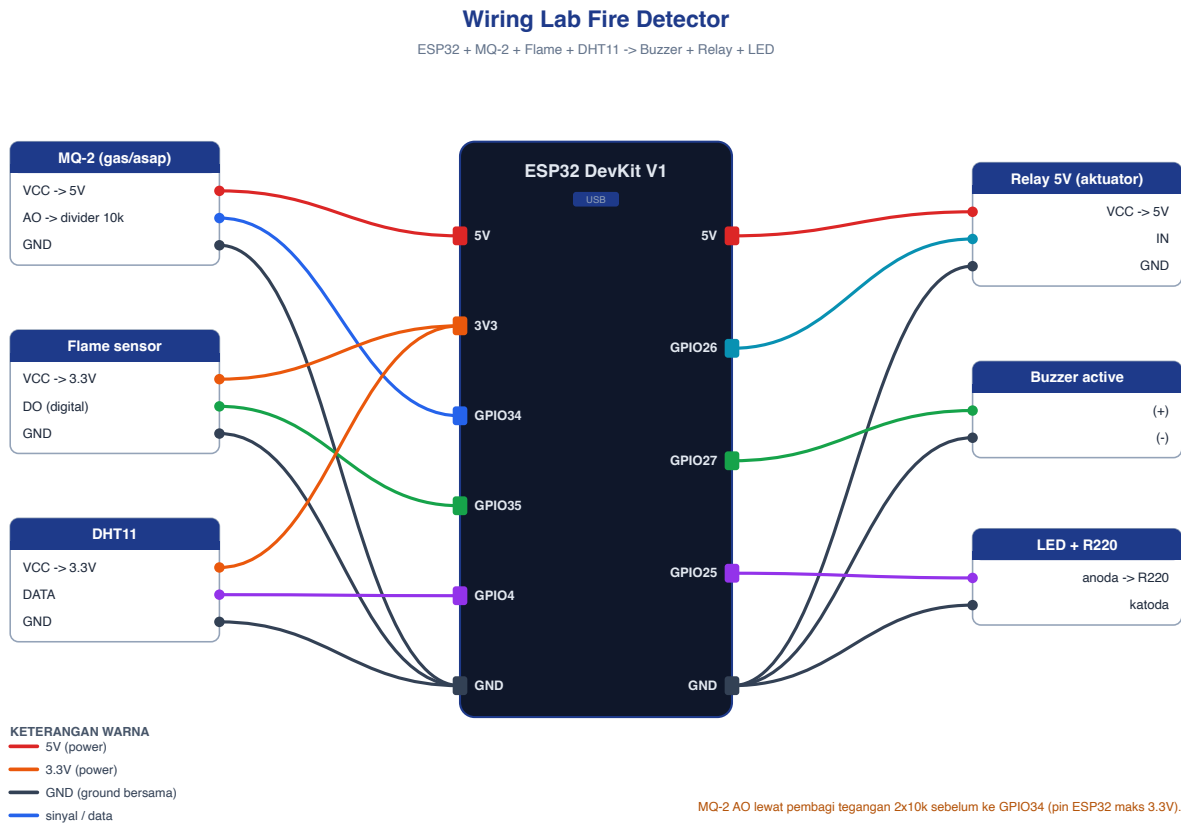 Wiring Lab Fire Detector
ESP32 + MQ-2 + Flame + DHT11 -> Buzzer + Relay + LED
MQ-2 (gas/asap)
VCC -> 5V
AO -> divider 10k
GND
Flame sensor
VCC -> 3.3V
DO (digital)
GND
DHT11
VCC -> 3.3V
DATA
GND
ESP32 DevKit V1
USB
5V
3V3
GPIO34
GPIO35
GPIO4
GND
5V
GPIO26
GPIO27
GPIO25
GND
Relay 5V (aktuator)
VCC -> 5V
IN
GND
Buzzer active
(+)
(-)
LED + R220
anoda -> R220
katoda
KETERANGAN WARNA
5V (power)
3.3V (power)
GND (ground bersama)
sinyal / data
MQ-2 AO lewat pembagi tegangan 2x10k sebelum ke GPIO34 (pin ESP32 maks 3.3V).